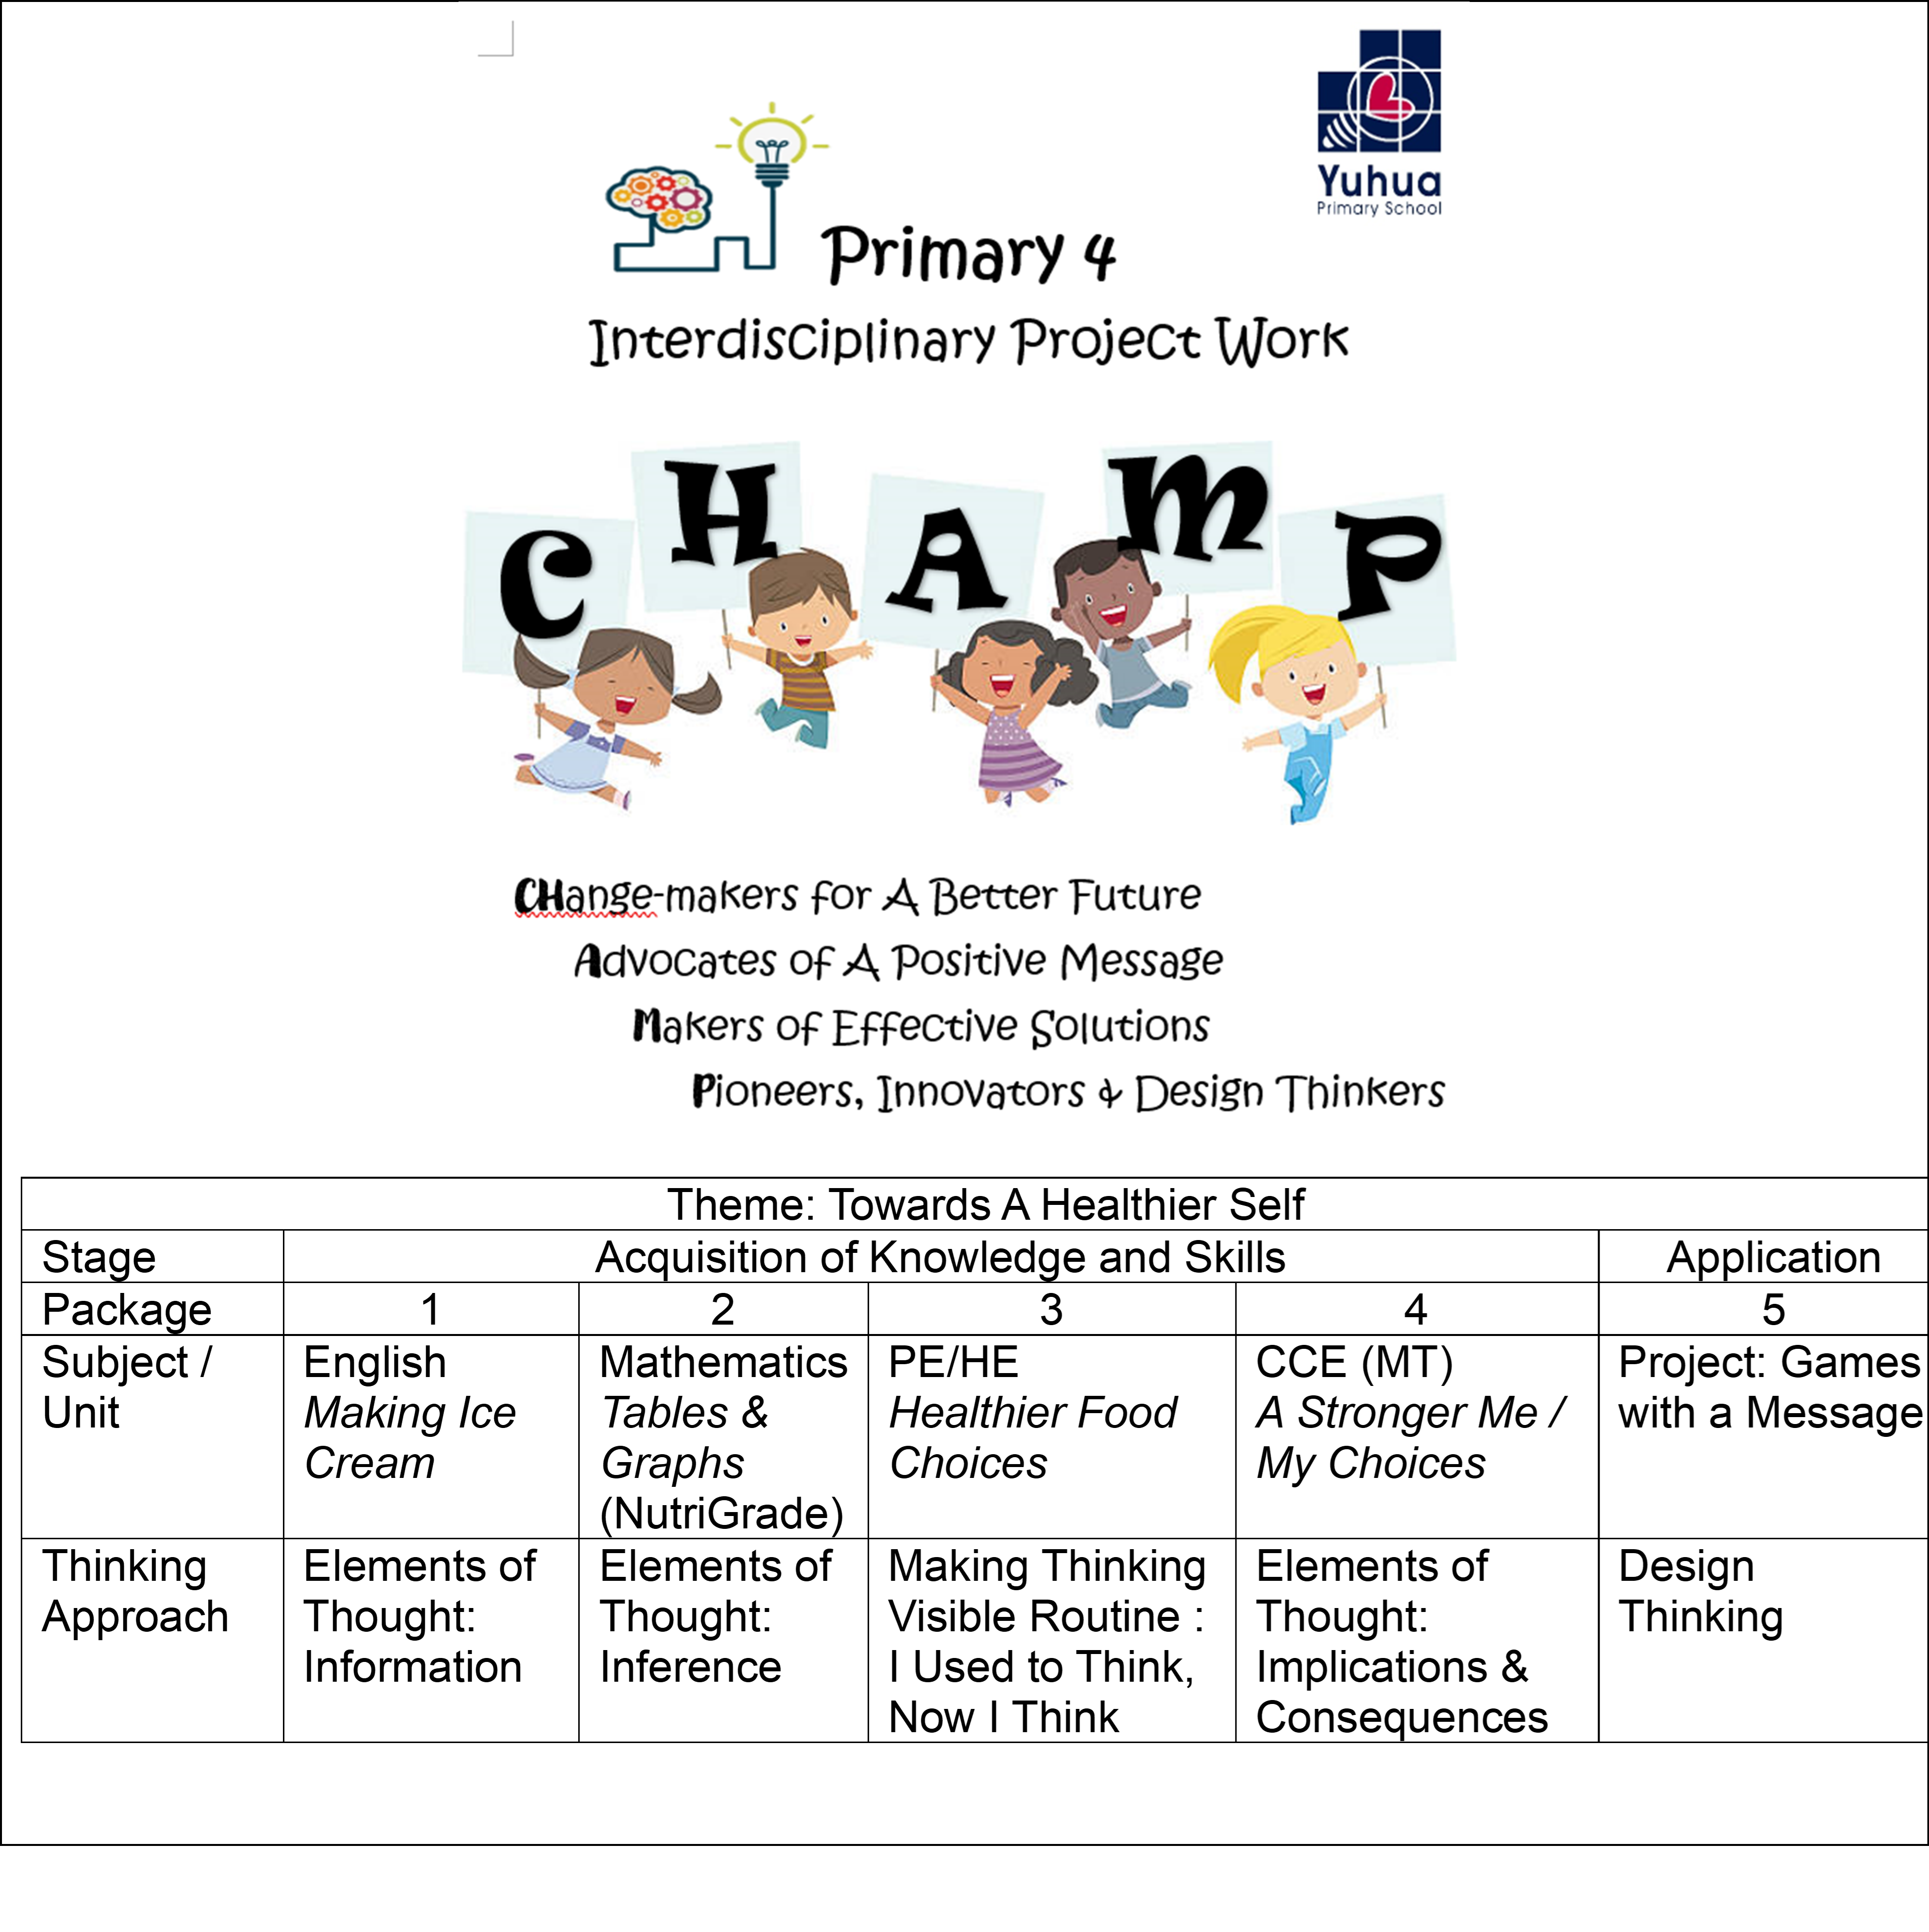 Yuhua
Primary School
Primary 4
Interdisciplinary Project Work
C H A M P
CHange-makers for A Better Future
Advocates of A Positive Message
Makers of Effective Solutions
Pioneers, Innovators & Design Thinkers
Theme: Towards A Healthier Self
Stage
Acquisition of Knowledge and Skills
Application
Package
1
2
3
4
5
Subject /
Unit
English
Making Ice
Cream
Mathematics
Tables &
Graphs
(NutriGrade)
PE/HE
Healthier Food
Choices
CCE (MT)
A Stronger Me /
My Choices
Project: Games
with a Message
Thinking
Approach
Elements of
Thought:
Information
Elements of
Thought:
Inference
Making Thinking
Visible Routine :
I Used to Think,
Now I Think
Elements of
Thought:
Implications &
Consequences
Design
Thinking